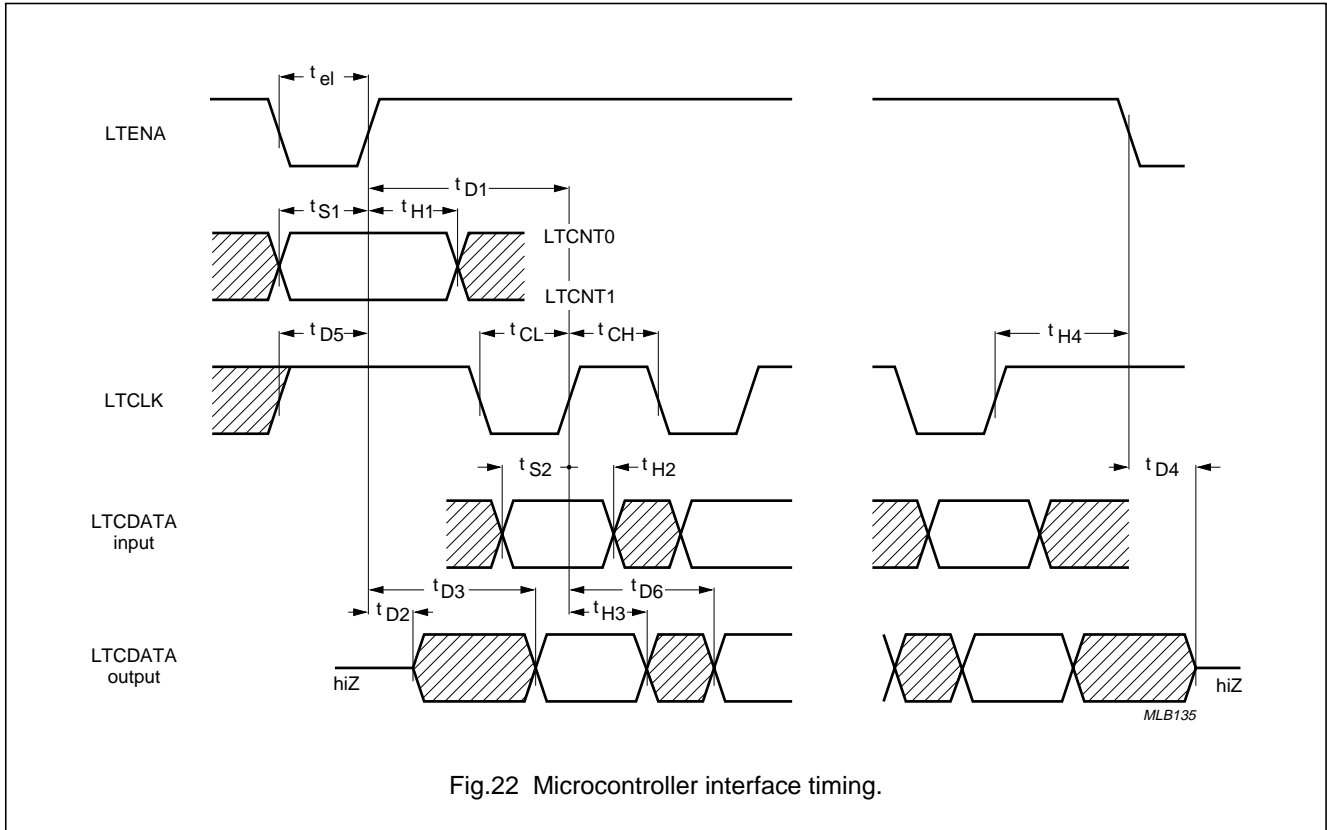 t el
LTENA
t D1
t S1 t H1
LTCNT0
LTCNT1
t D5 t CL t CH t H4
LTCLK
t S2 t H2 t D4
LTCDATA
input
t D3 t D6
t D2 t H3
LTCDATA
output
hiZ hiZ
MLB135
Fig.22 Microcontroller interface timing.